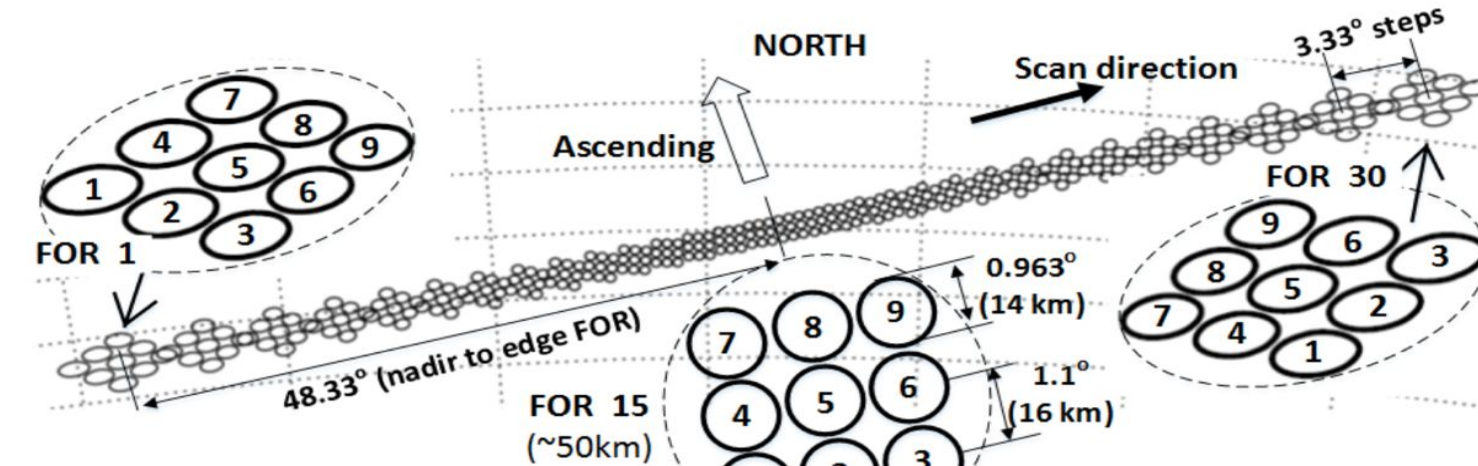 NORTH
3.33° steps
Scan direction
Ascending
7
4
8
1
5
9
2
6
3
FOR 1
FOR 30
9
6
3
8
5
2
7
4
1
48.33° (nadir to edge FOR)
0.963°
(14 km)
7
8
9
1.1°
(16 km)
4
5
6
3
FOR 15
(~50km)